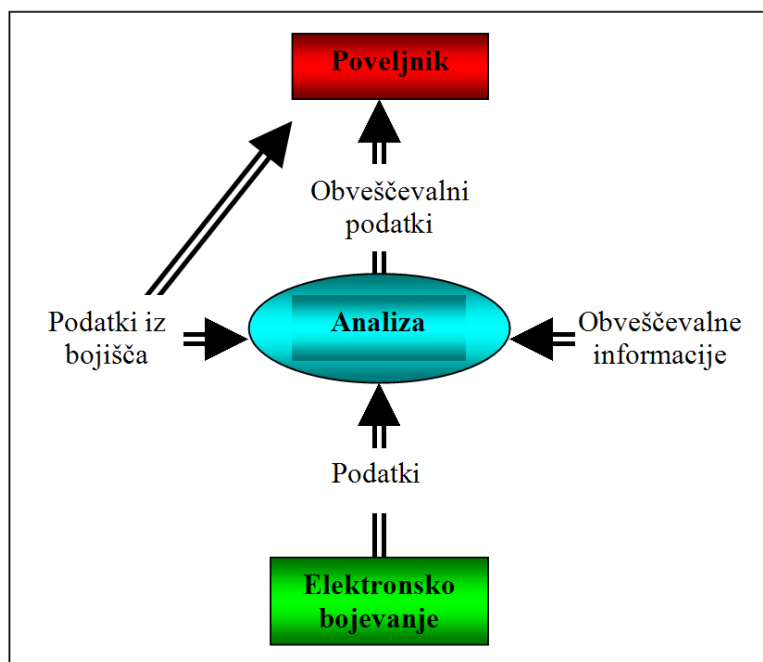 Poveljnik
Obveščevalni
podatki
Podatki iz
bojišča
Analiza
Obveščevalne
informacije
Podatki
Elektronsko
bojevanje